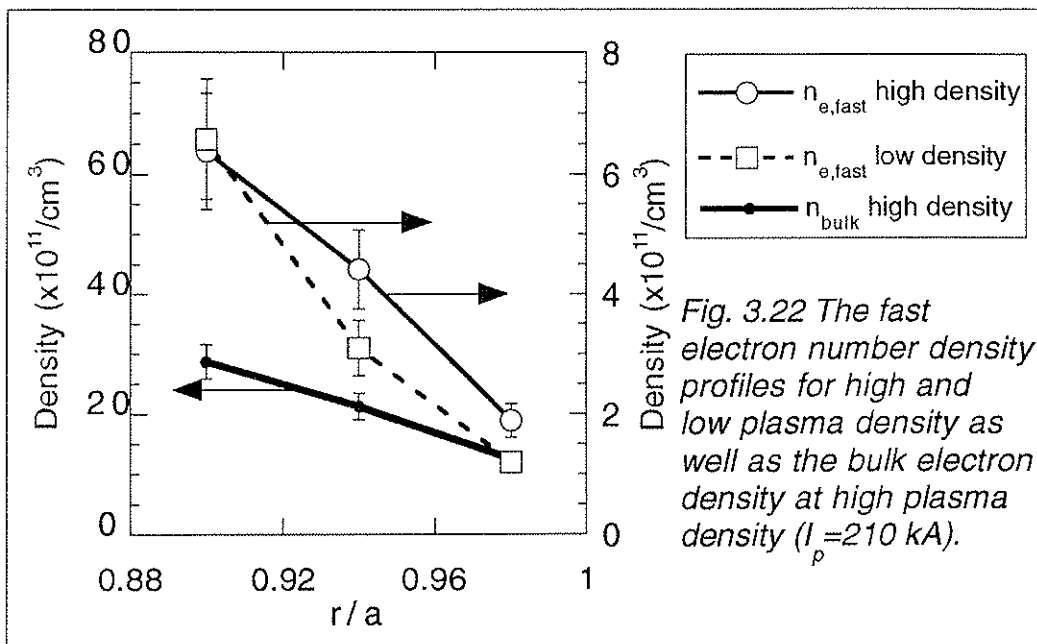 80
60
40
20
0
Density (x10¹¹/cm³)
8
6
4
2
0
Density (x10¹¹/cm³)
0.88
0.92
0.96
1
r/a
n_e,fast high density
n_e,fast low density
n_bulk high density
Fig. 3.22 The fast
electron number density
profiles for high and
low plasma density as
well as the bulk electron
density at high plasma
density (I_p=210 kA).